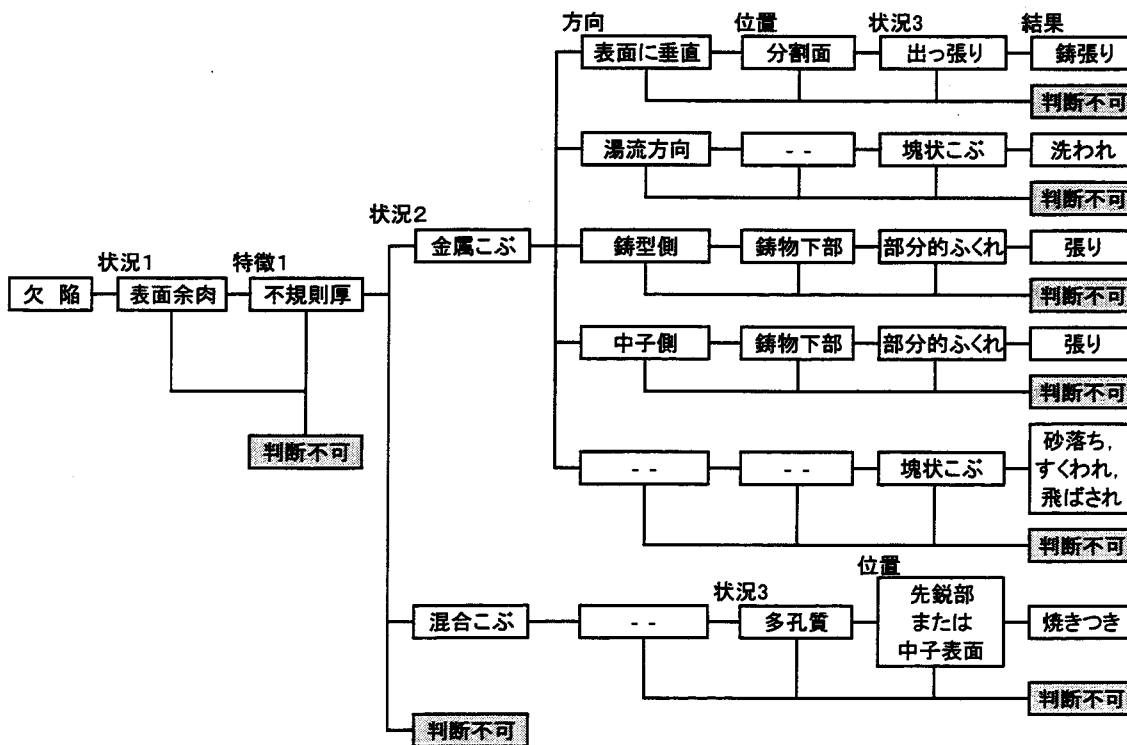 方向 位置 状況3 結果
表面に垂直 分割面 出っ張り 鋳張り
判断不可
湯流方向 - - 塊状こぶ 洗われ
判断不可
状況2
金属こぶ 鋳型側 鋳物下部 部分的ふくれ 張り
状況1 特徴1
欠 陥 表面余肉 不規則厚
判断不可
中子側 鋳物下部 部分的ふくれ 張り
判断不可
判断不可
- - - - 塊状こぶ
砂落ち,
すくわれ,
飛ばされ
判断不可
状況3 位置
混合こぶ - - 多孔質
先鋭部
または
中子表面
焼きつき
判断不可
判断不可